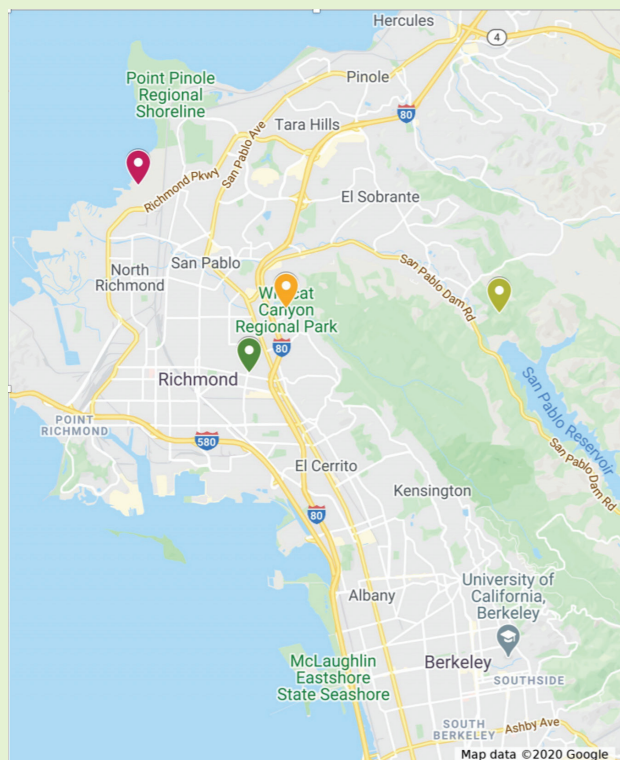 Hercules
4
Pinole
Point Pinole
Regional
Shoreline
80
Tara Hills
San Pablo Ave
Richmond Pkwy
El Sobrante
San Pablo
San Pablo Dam Rd
North
Richmond
Canyon
Regional Park
80
Richmond
San Pablo Reservoir
POINT
RICHMOND
580
El Cerrito
San Pablo Dam Rd
Kensington
80
University of
California,
Berkeley
Albany
McLaughlin
Eastshore
State Seashore
Berkeley
SOUTHSIDE
SOUTH
BERKELEY
Ashby Ave
Map data ©2020 Google